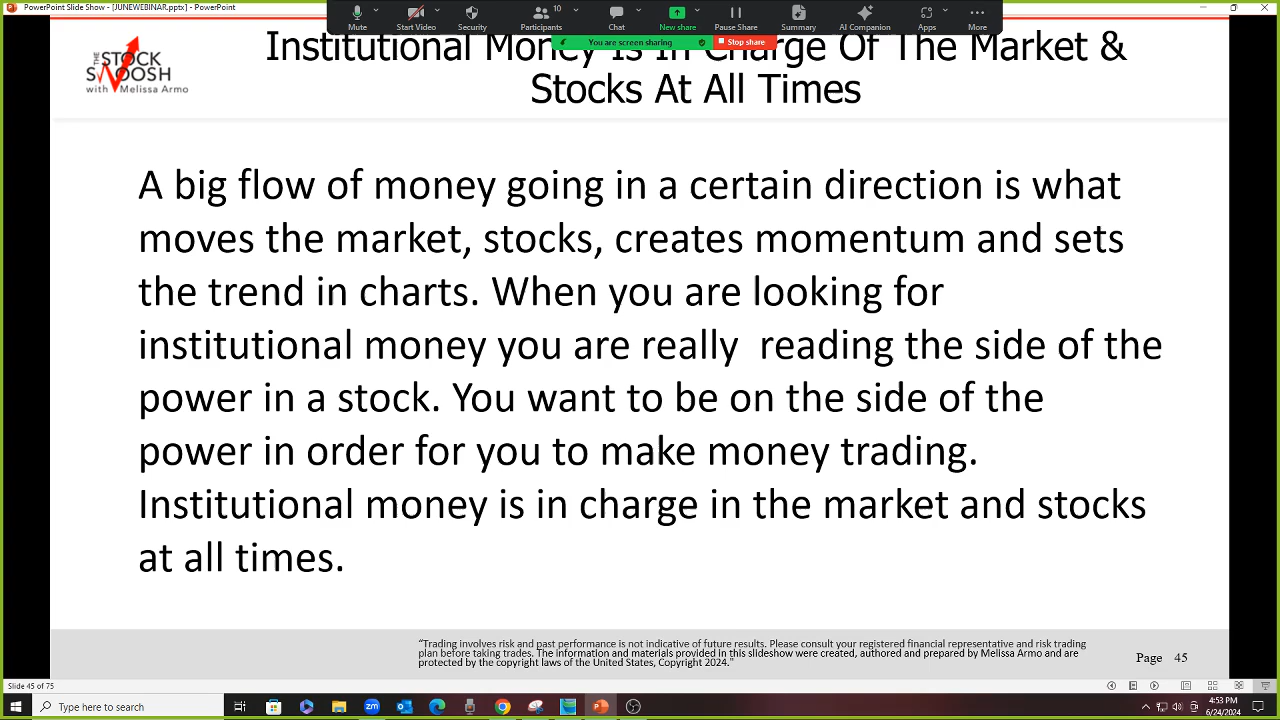 PowerPoint Slide Show - [JUNEWEBINAR.pptx] - PowerPoint
Mute
Start Video
Security
Participants
10
Chat
New share
Pause Share
Summary
AI Companion
Apps
More
You are screen sharing
Stop share
THE
STOCK
SWOOSH
with Melissa Armo
Institutional Money Is In Charge Of The Market &
Stocks At All Times
A big flow of money going in a certain direction is what
moves the market, stocks, creates momentum and sets
the trend in charts. When you are looking for
institutional money you are really  reading the side of the
power in a stock. You want to be on the side of the
power in order for you to make money trading.
Institutional money is in charge in the market and stocks
at all times.
“Trading involves risk and past performance is not indicative of future results. Please consult your registered financial representative and risk trading
plan before taking trades. The information and materials provided in this slideshow were created, authored and prepared by Melissa Armo and are
protected by the copyright laws of the United States, Copyright 2024."
Page 45
Slide 45 of 75
Type here to search
4:53 PM
6/24/2024